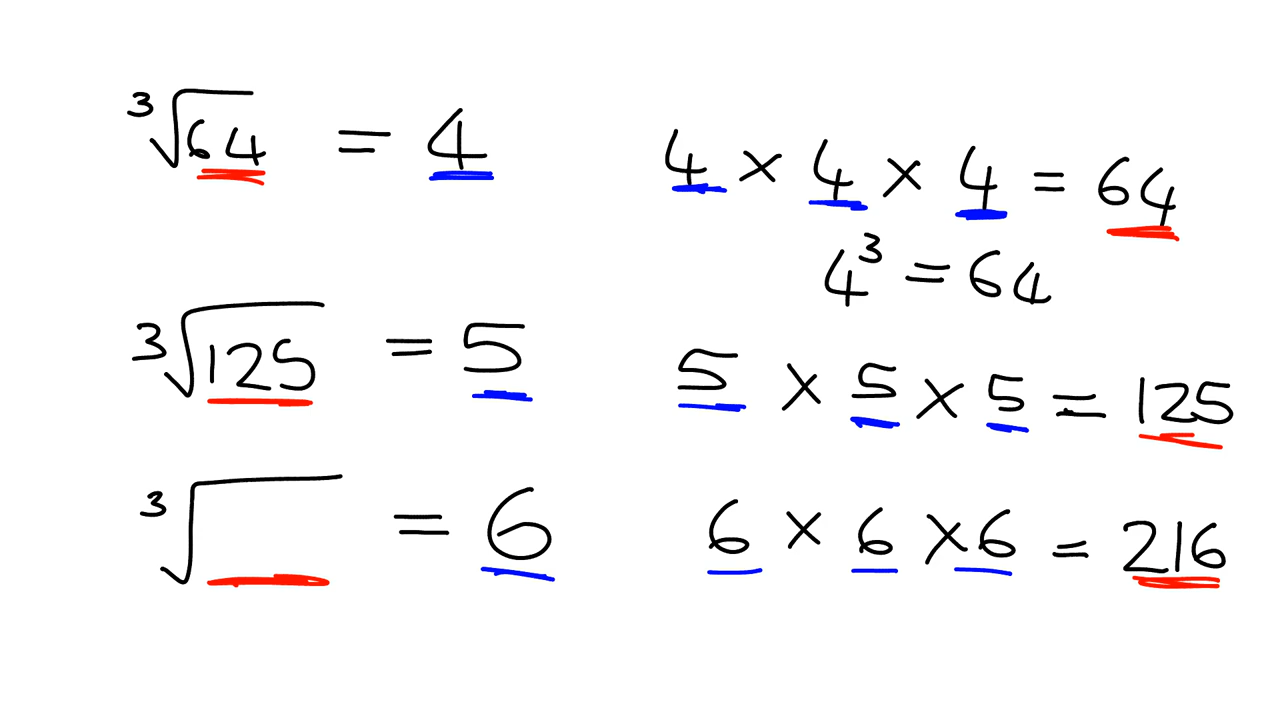 ³√64 = 4
4 × 4 × 4 = 64
4³ = 64
³√125 = 5
5 × 5 × 5 = 125
³√ = 6
6 × 6 × 6 = 216